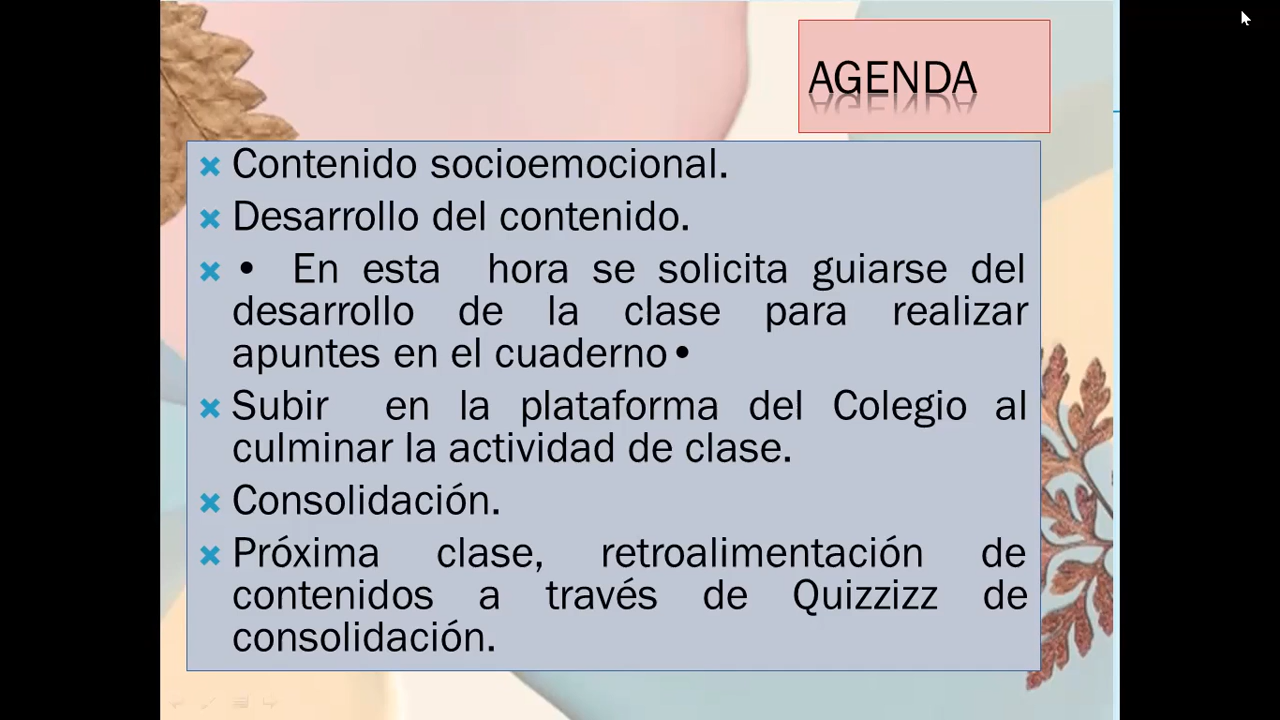 AGENDA
Contenido socioemocional.
Desarrollo del contenido.
• En esta hora se solicita guiarse del
desarrollo de la clase para realizar
apuntes en el cuaderno•
Subir en la plataforma del Colegio al
culminar la actividad de clase.
Consolidación.
Próxima clase, retroalimentación de
contenidos a través de Quizzizz de
consolidación.